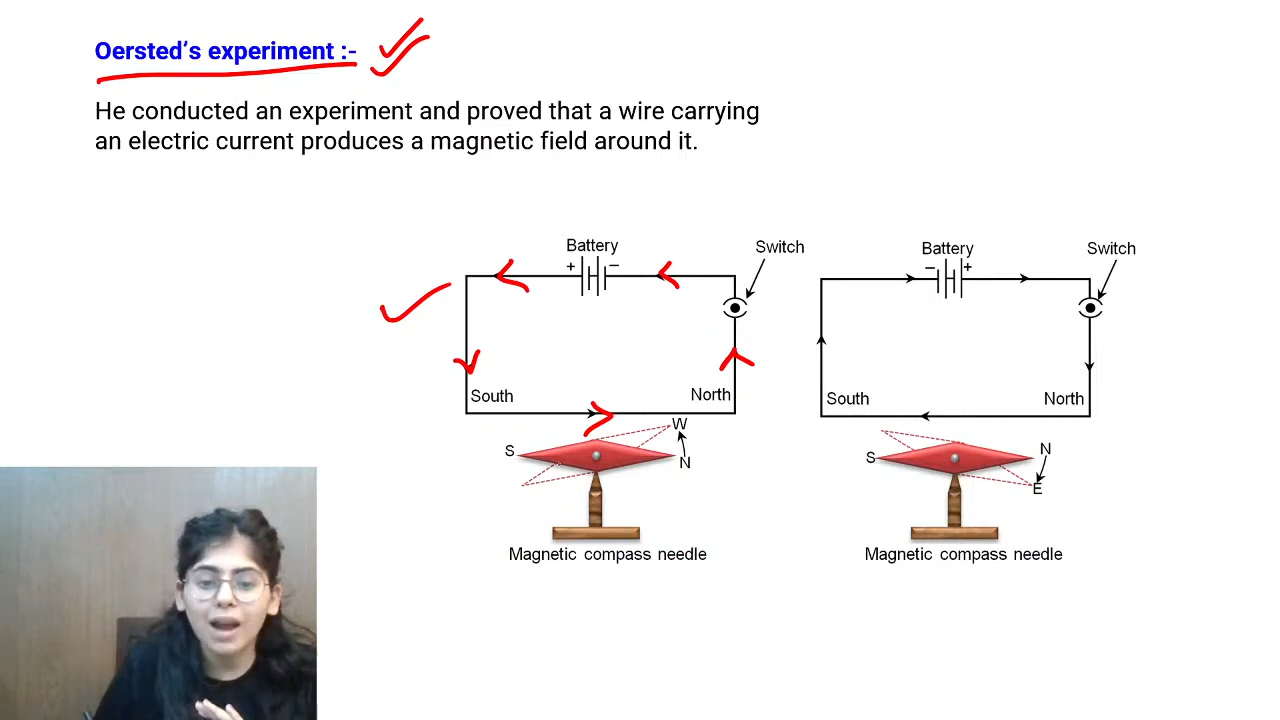 Oersted's experiment :-
He conducted an experiment and proved that a wire carrying
an electric current produces a magnetic field around it.
Battery
+ −
Switch
South
North
S
W
N
Magnetic compass needle
Battery
− +
Switch
South
North
S
N
E
Magnetic compass needle